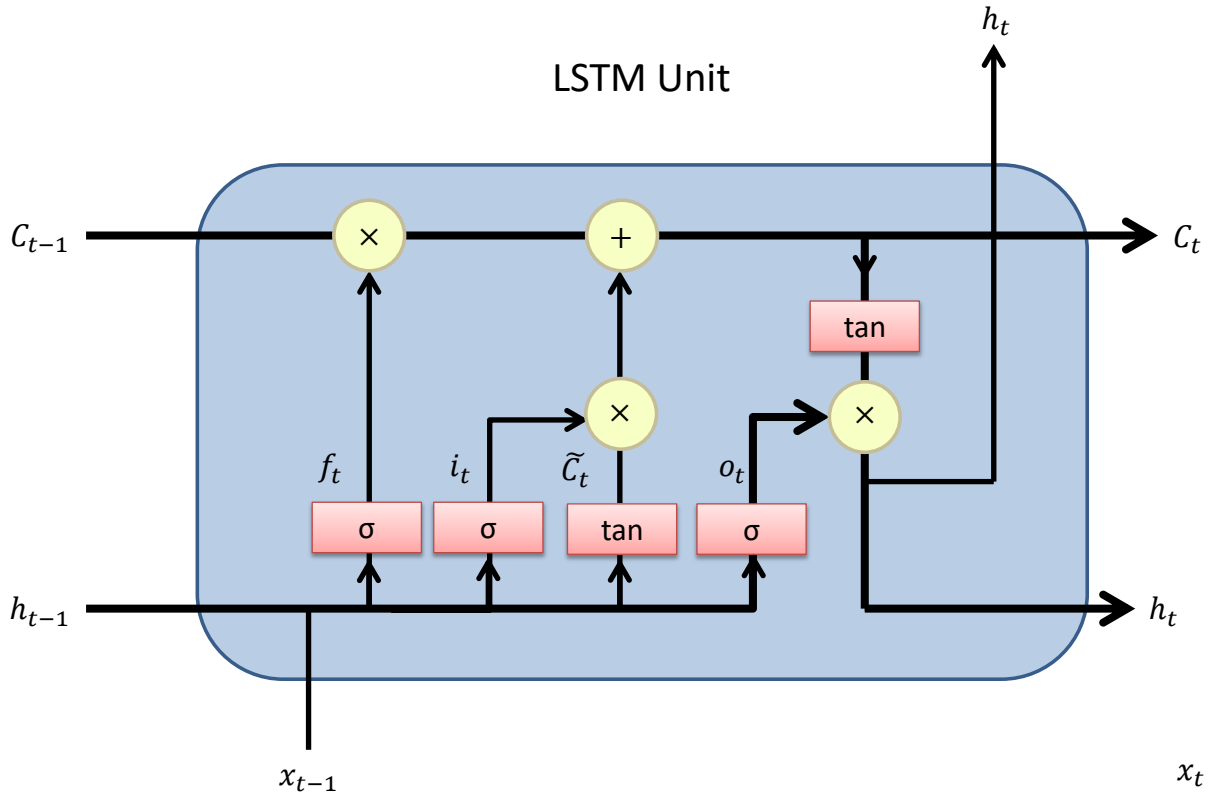 h_t
LSTM Unit
C_{t-1} × + C_t
tan
× ×
f_t i_t C̃_t o_t
σ σ tan σ
h_{t-1} h_t
x_{t-1} x_t